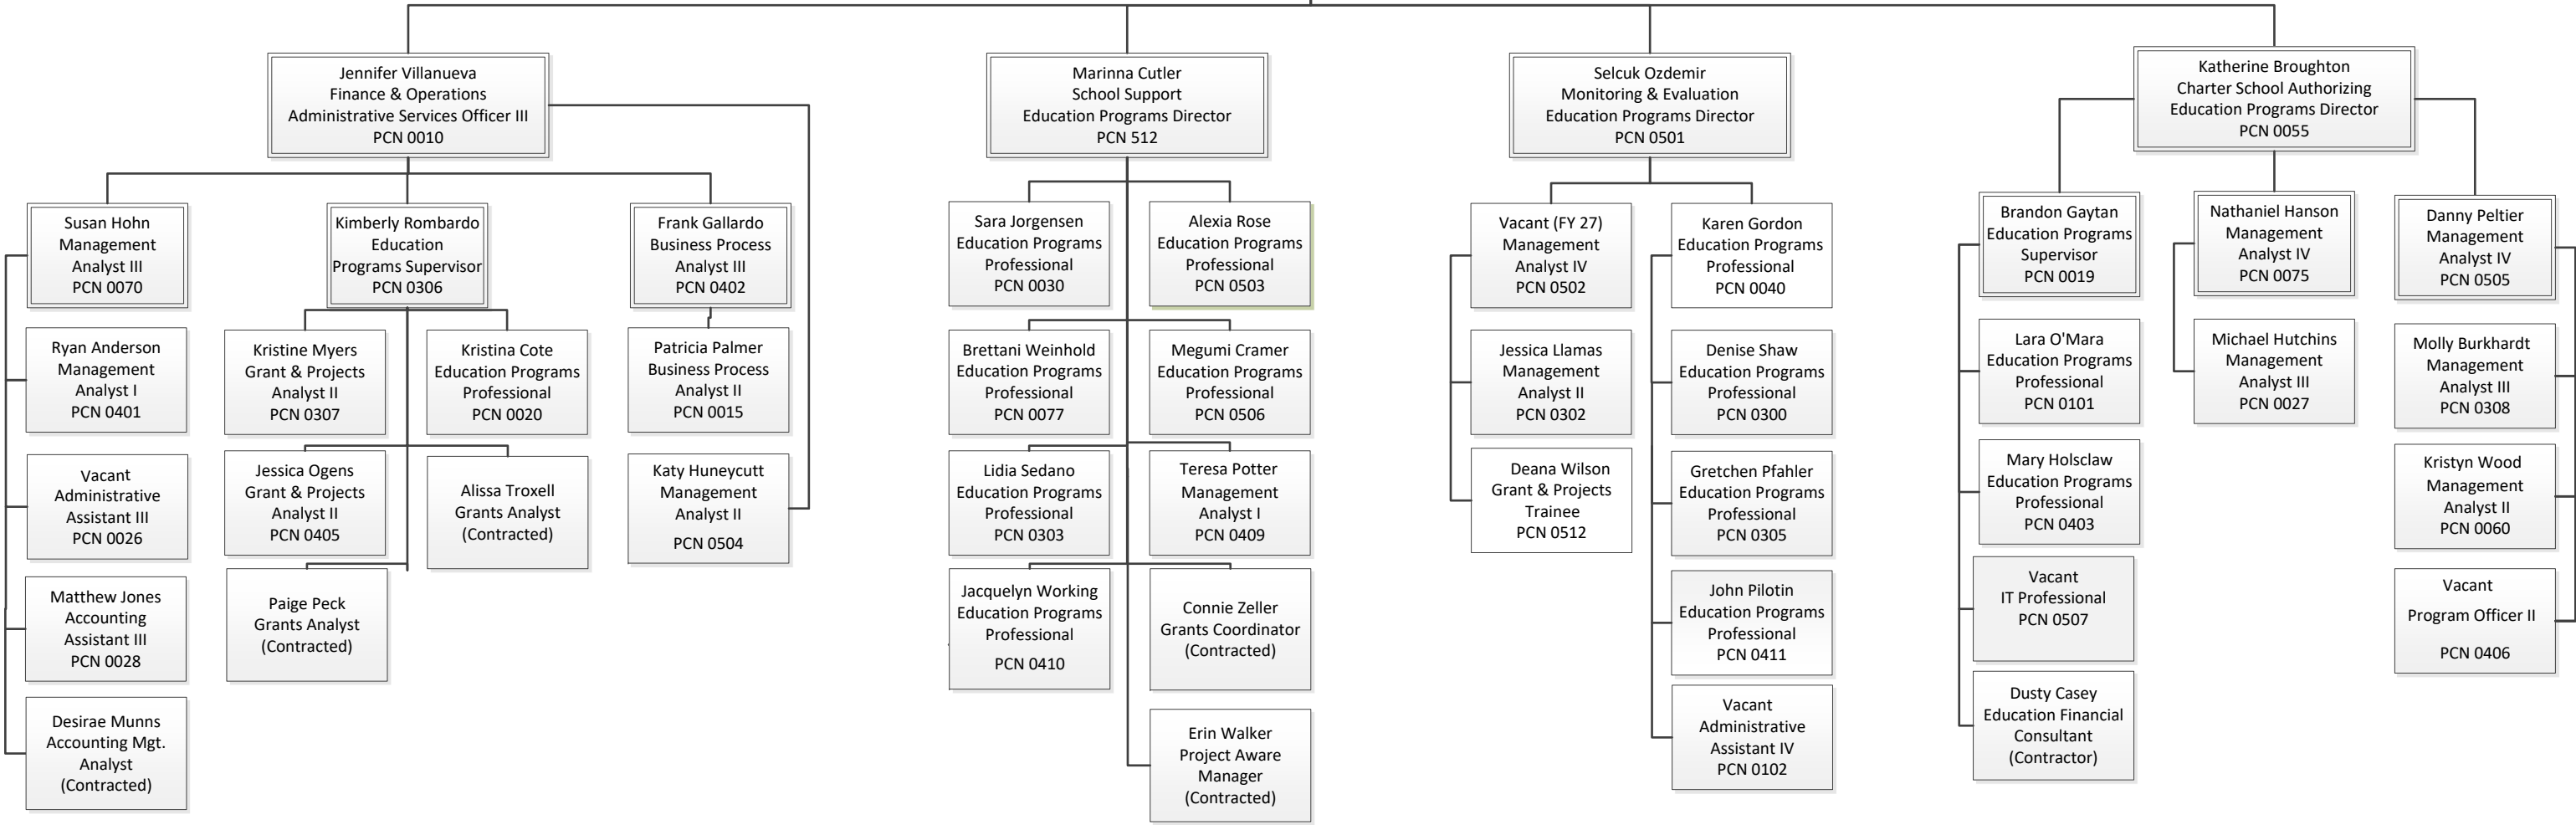 Jennifer Villanueva
Finance & Operations
Administrative Services Officer III
PCN 0010
Marinna Cutler
School Support
Education Programs Director
PCN 512
Selcuk Ozdemir
Monitoring & Evaluation
Education Programs Director
PCN 0501
Katherine Broughton
Charter School Authorizing
Education Programs Director
PCN 0055
Susan Hohn
Management
Analyst III
PCN 0070
Ryan Anderson
Management
Analyst I
PCN 0401
Vacant
Administrative
Assistant III
PCN 0026
Matthew Jones
Accounting
Assistant III
PCN 0028
Desirae Munns
Accounting Mgt.
Analyst
(Contracted)
Kimberly Rombardo
Education
Programs Supervisor
PCN 0306
Kristine Myers
Grant & Projects
Analyst II
PCN 0307
Kristina Cote
Education Programs
Professional
PCN 0020
Jessica Ogens
Grant & Projects
Analyst II
PCN 0405
Alissa Troxell
Grants Analyst
(Contracted)
Paige Peck
Grants Analyst
(Contracted)
Frank Gallardo
Business Process
Analyst III
PCN 0402
Patricia Palmer
Business Process
Analyst II
PCN 0015
Katy Huneycutt
Management
Analyst II
PCN 0504
Sara Jorgensen
Education Programs
Professional
PCN 0030
Alexia Rose
Education Programs
Professional
PCN 0503
Brettani Weinhold
Education Programs
Professional
PCN 0077
Megumi Cramer
Education Programs
Professional
PCN 0506
Lidia Sedano
Education Programs
Professional
PCN 0303
Teresa Potter
Management
Analyst I
PCN 0409
Jacquelyn Working
Education Programs
Professional
PCN 0410
Connie Zeller
Grants Coordinator
(Contracted)
Erin Walker
Project Aware
Manager
(Contracted)
Vacant (FY 27)
Management
Analyst IV
PCN 0502
Jessica Llamas
Management
Analyst II
PCN 0302
Deana Wilson
Grant & Projects
Trainee
PCN 0512
Karen Gordon
Education Programs
Professional
PCN 0040
Denise Shaw
Education Programs
Professional
PCN 0300
Gretchen Pfahler
Education Programs
Professional
PCN 0305
John Pilotin
Education Programs
Professional
PCN 0411
Vacant
Administrative
Assistant IV
PCN 0102
Brandon Gaytan
Education Programs
Supervisor
PCN 0019
Lara O'Mara
Education Programs
Professional
PCN 0101
Mary Holsclaw
Education Programs
Professional
PCN 0403
Vacant
IT Professional
PCN 0507
Dusty Casey
Education Financial
Consultant
(Contractor)
Nathaniel Hanson
Management
Analyst IV
PCN 0075
Michael Hutchins
Management
Analyst III
PCN 0027
Danny Peltier
Management
Analyst IV
PCN 0505
Molly Burkhardt
Management
Analyst III
PCN 0308
Kristyn Wood
Management
Analyst II
PCN 0060
Vacant
Program Officer II
PCN 0406